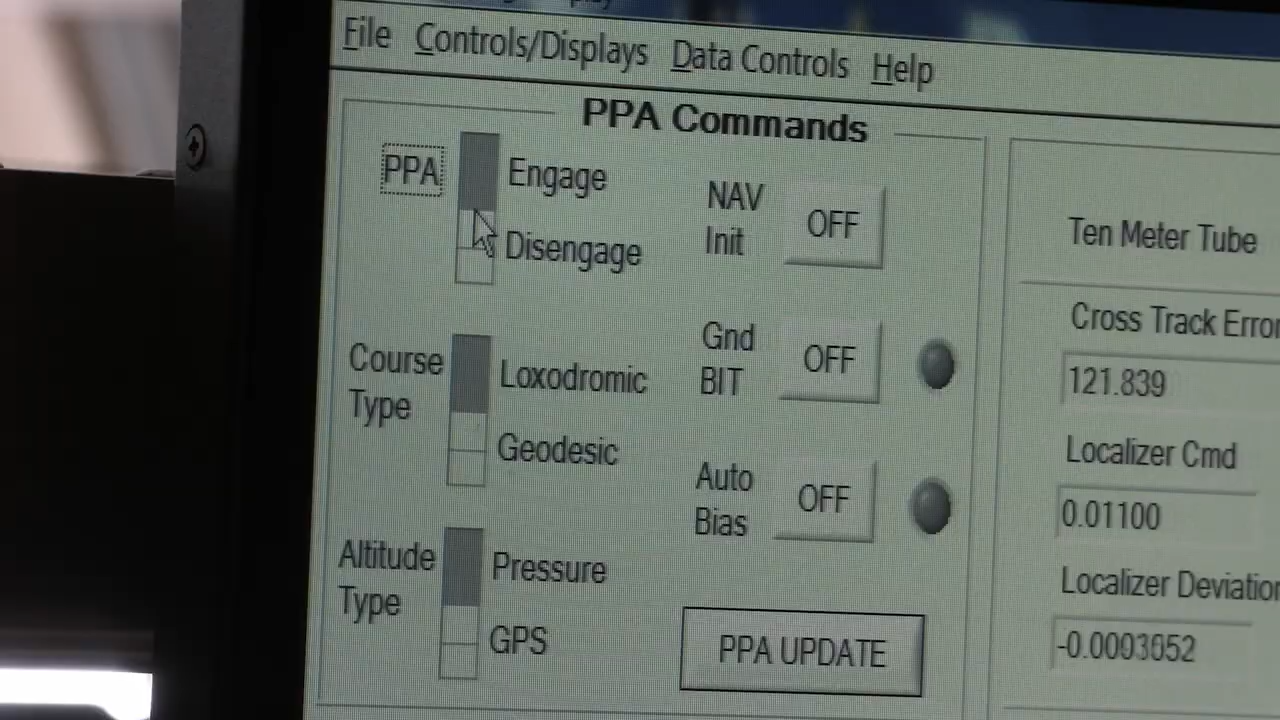 File Controls/Displays Data Controls Help
PPA Commands
PPA
Engage
Disengage
NAV
Init
OFF
Course
Type
Loxodromic
Geodesic
Gnd
BIT
OFF
Auto
Bias
OFF
Altitude
Type
Pressure
GPS
PPA UPDATE
Ten Meter Tube
Cross Track Error
121.839
Localizer Cmd
0.01100
Localizer Deviation